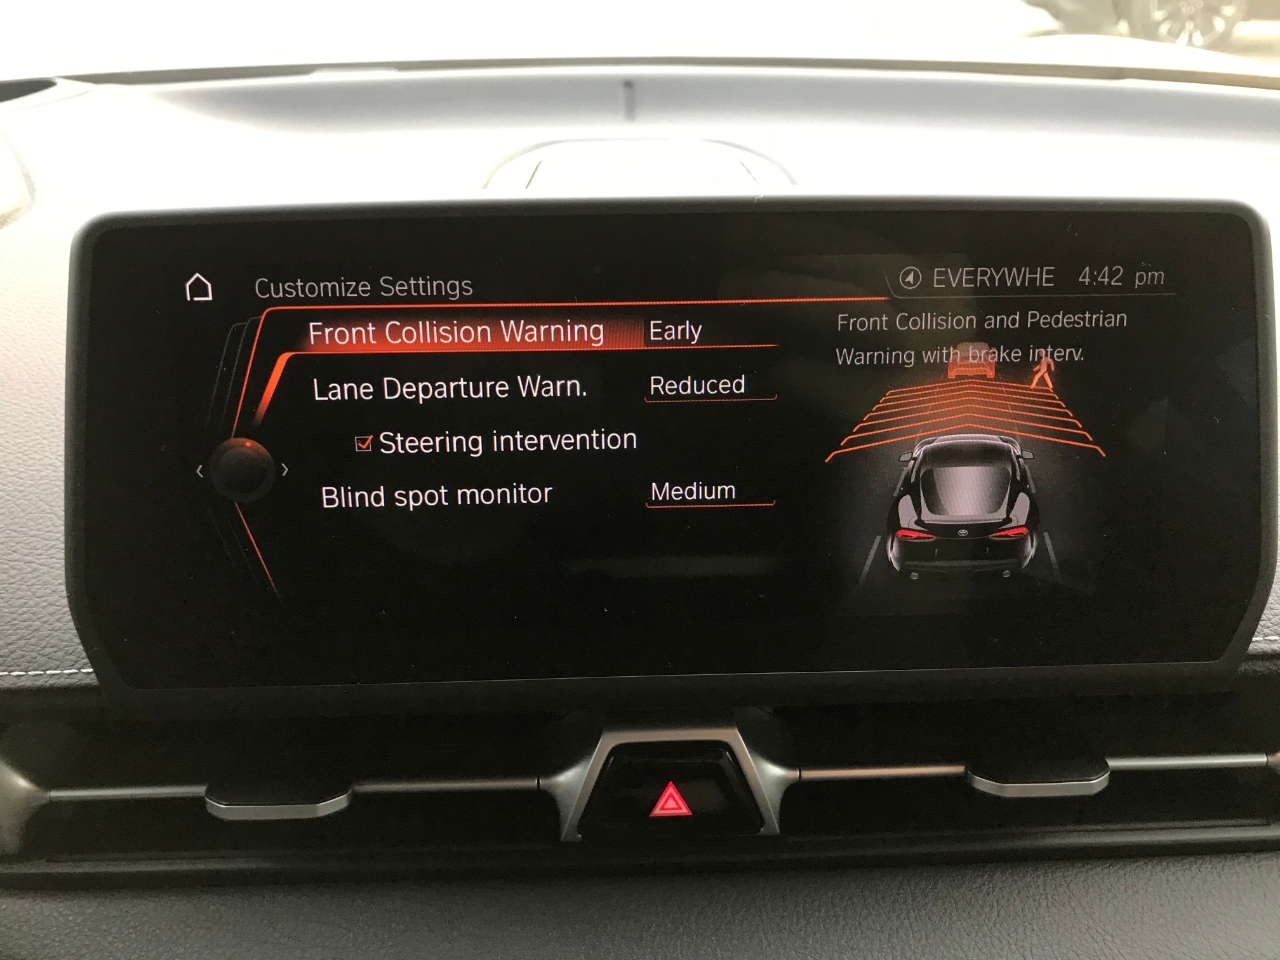 Customize Settings
EVERYWHE 4:42 pm
Front Collision Warning Early
Lane Departure Warn. Reduced
Steering intervention
Blind spot monitor Medium
Front Collision and Pedestrian
Warning with brake interv.